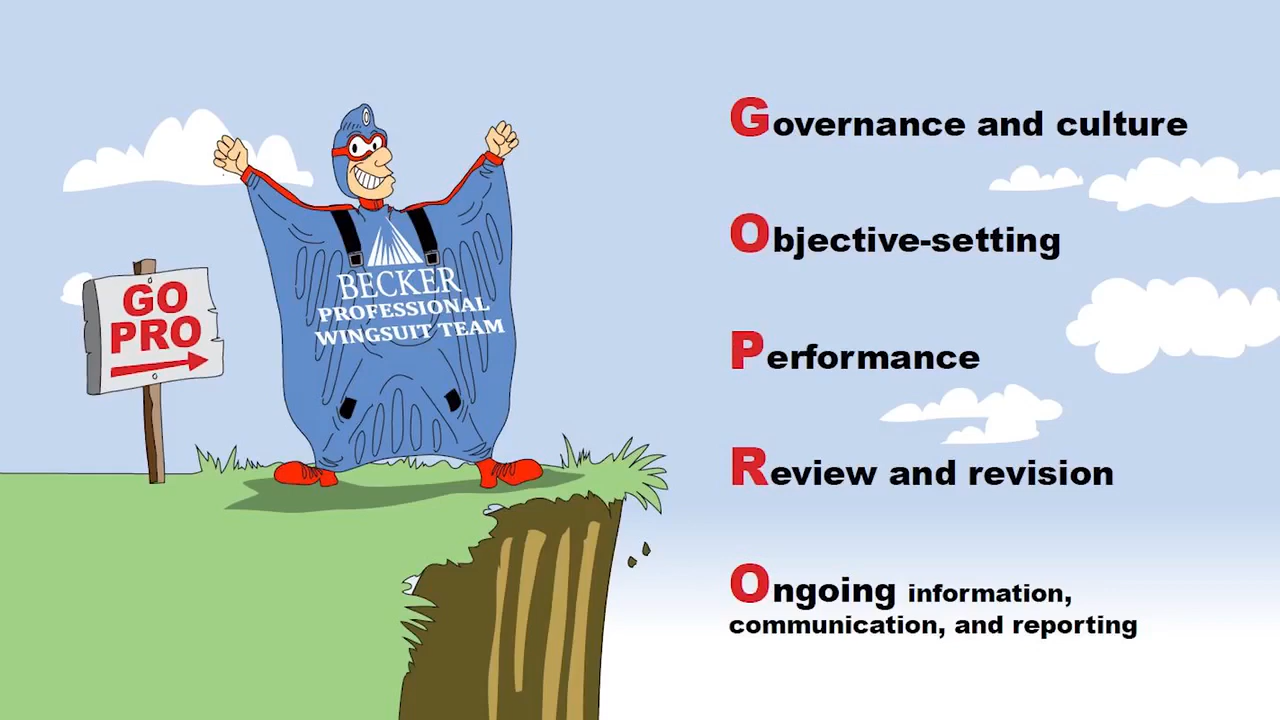 GO
PRO
BECKER
PROFESSIONAL
WINGSUIT TEAM
Governance and culture
Objective-setting
Performance
Review and revision
Ongoing information,
communication, and reporting